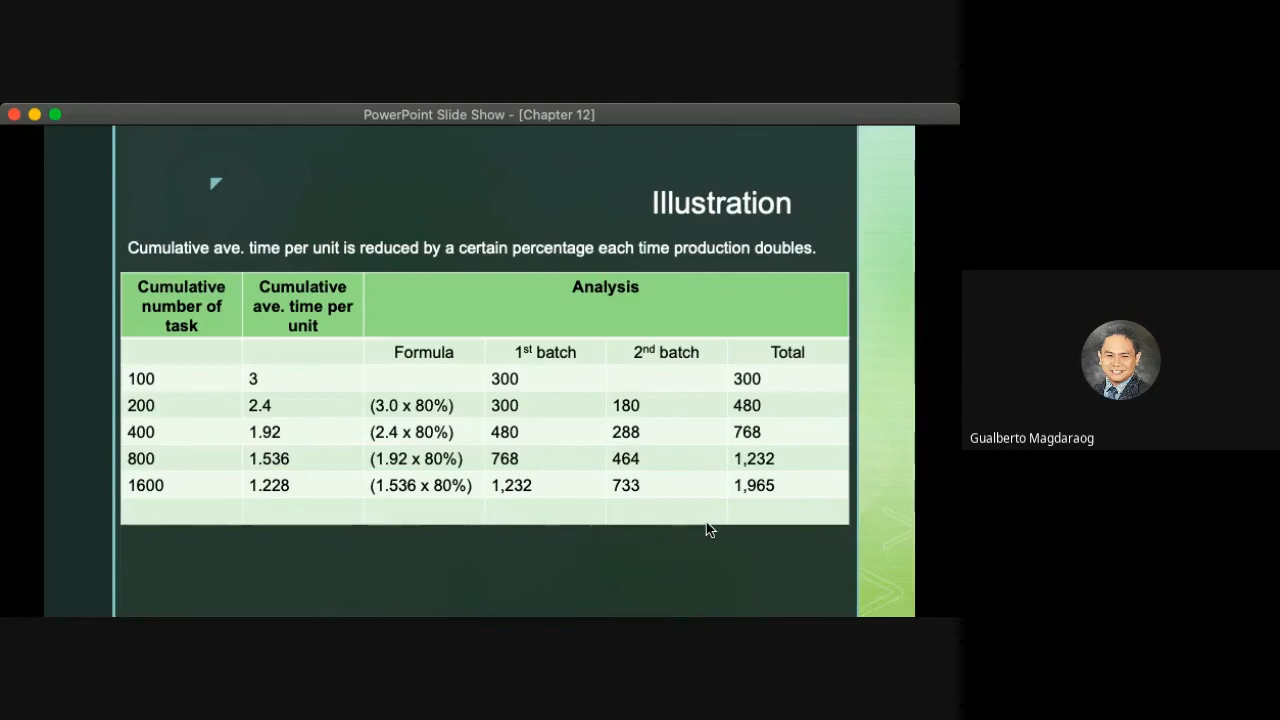 PowerPoint Slide Show - [Chapter 12]
Illustration
Cumulative ave. time per unit is reduced by a certain percentage each time production doubles.
Cumulative number of task Cumulative ave. time per unit Analysis
Formula 1st batch 2nd batch Total
100 3 300 300
200 2.4 (3.0 x 80%) 300 180 480
400 1.92 (2.4 x 80%) 480 288 768
800 1.536 (1.92 x 80%) 768 464 1,232
1600 1.228 (1.536 x 80%) 1,232 733 1,965
Gualberto Magdaraog